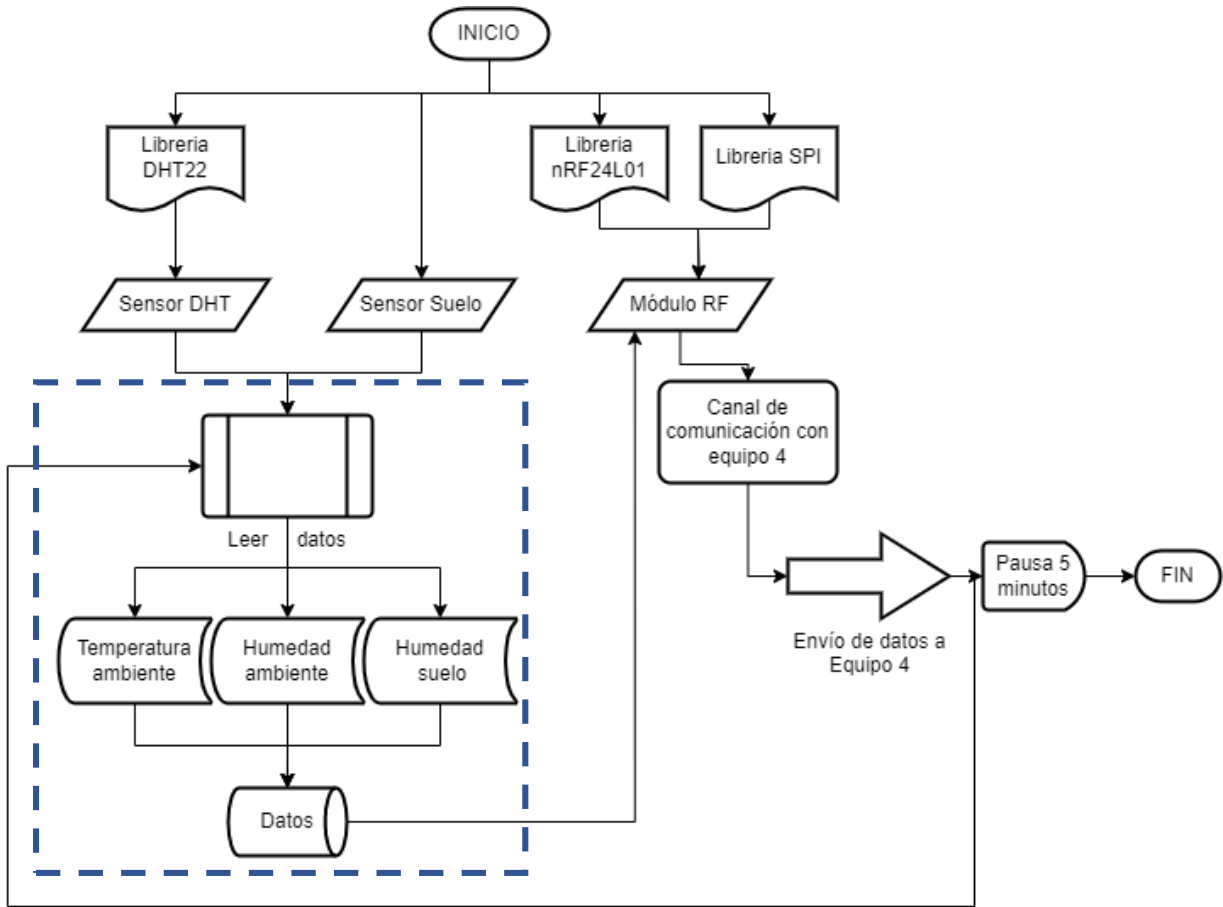 INICIO
Libreria
DHT22
Libreria
nRF24L01
Libreria SPI
Sensor DHT
Sensor Suelo
Módulo RF
Canal de
comunicación con
equipo 4
Leer datos
Pausa 5
minutos
FIN
Envío de datos a
Equipo 4
Temperatura
ambiente
Humedad
ambiente
Humedad
suelo
Datos